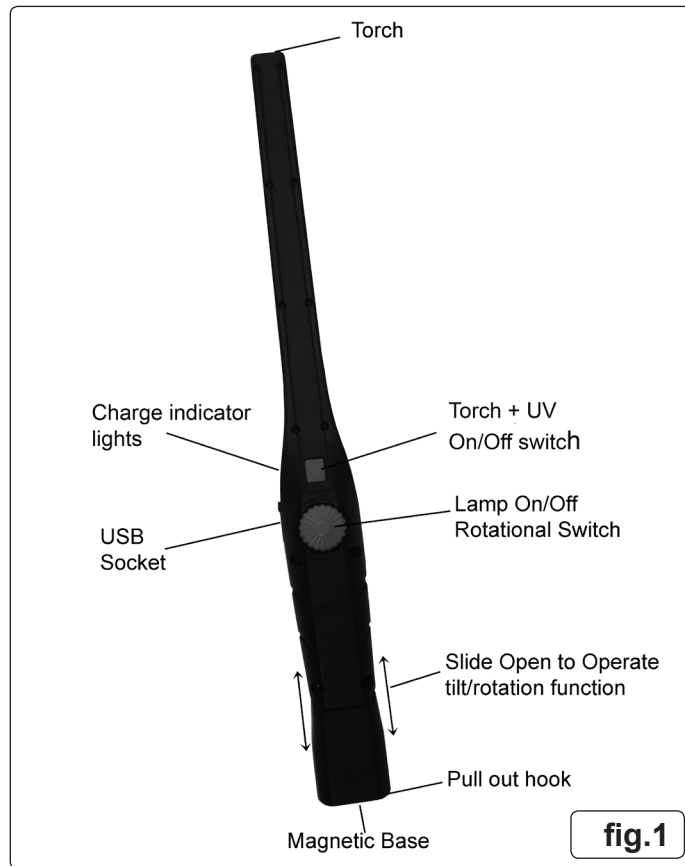 Torch
Charge indicator
lights
Torch + UV
On/Off switch
USB
Socket
Lamp On/Off
Rotational Switch
Slide Open to Operate
tilt/rotation function
Pull out hook
Magnetic Base
fig.1